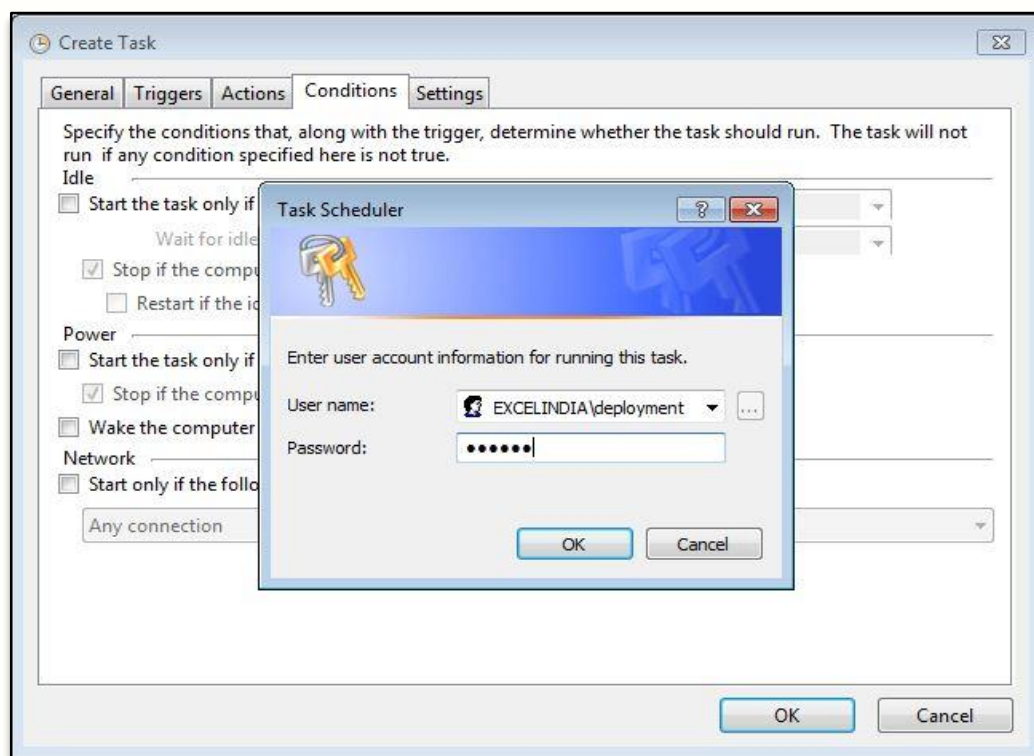 Create Task
General Triggers Actions Conditions Settings
Specify the conditions that, along with the trigger, determine whether the task should run. The task will not
run if any condition specified here is not true.
Idle
Start the task only if
Wait for idle
Stop if the compu
Restart if the id
Power
Start the task only if
Stop if the compu
Wake the computer
Network
Start only if the follo
Any connection
Task Scheduler
Enter user account information for running this task.
User name: EXCELINDIA\deployment ...
Password: ●●●●●●
OK Cancel
OK Cancel